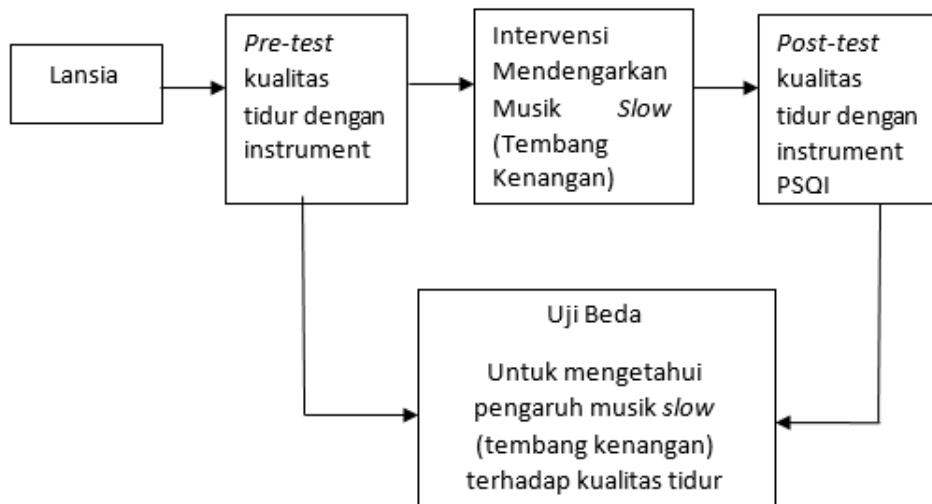 Lansia
Pre-test
kualitas
tidur dengan
instrument
Intervensi
Mendengarkan
Musik Slow
(Tembang
Kenangan)
Post-test
kualitas
tidur dengan
instrument
PSQI
Uji Beda
Untuk mengetahui
pengaruh musik slow
(tembang kenangan)
terhadap kualitas tidur